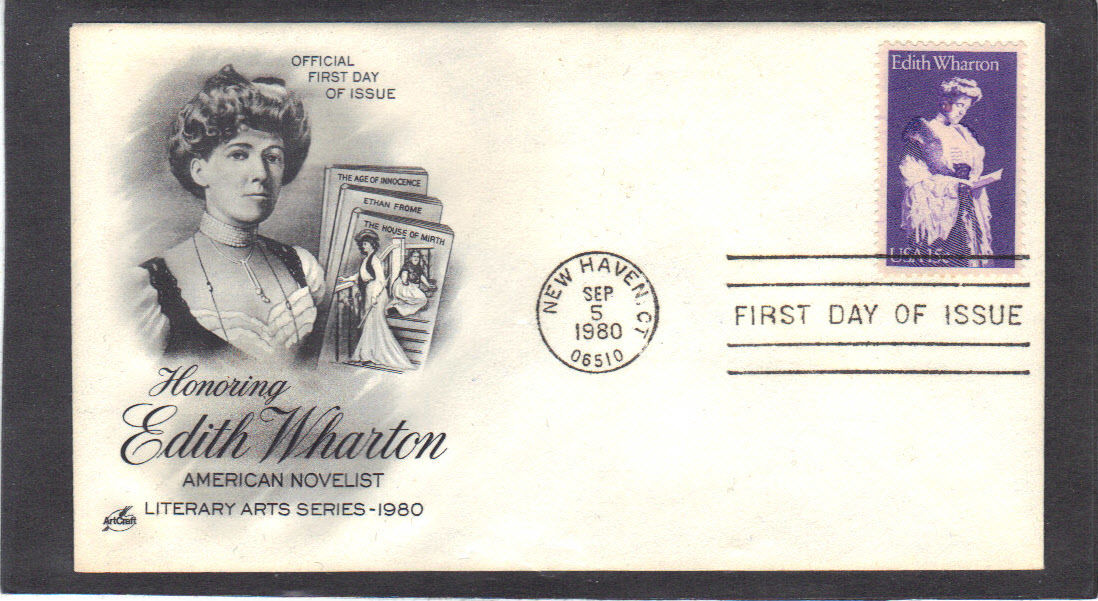 OFFICIAL
FIRST DAY
OF ISSUE
THE AGE OF INNOCENCE
ETHAN FROME
THE HOUSE OF MIRTH
Honoring
Edith Wharton
AMERICAN NOVELIST
LITERARY ARTS SERIES - 1980
ArtCraft
NEW HAVEN, CT
SEP
5
1980
06510
Edith Wharton
USA 15c
FIRST DAY OF ISSUE